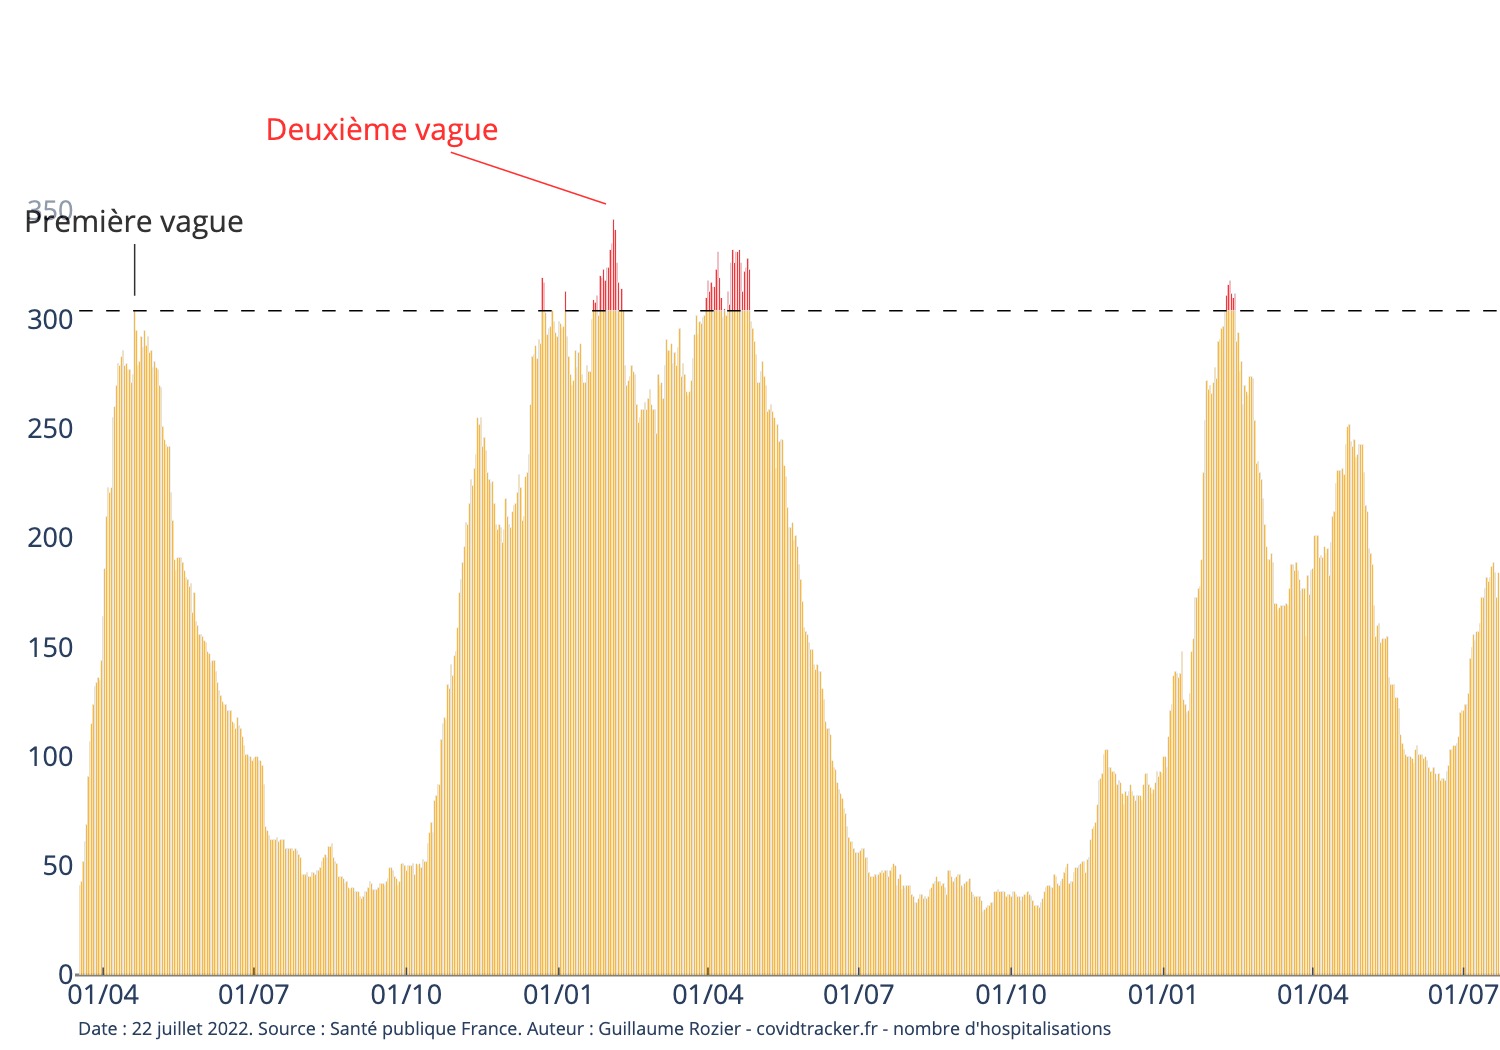 Deuxième vague
350
Première vague
300
250
200
150
100
50
0
01/04 01/07 01/10 01/01 01/04 01/07 01/10 01/01 01/04 01/07
Date : 22 juillet 2022. Source : Santé publique France. Auteur : Guillaume Rozier - covidtracker.fr - nombre d'hospitalisations